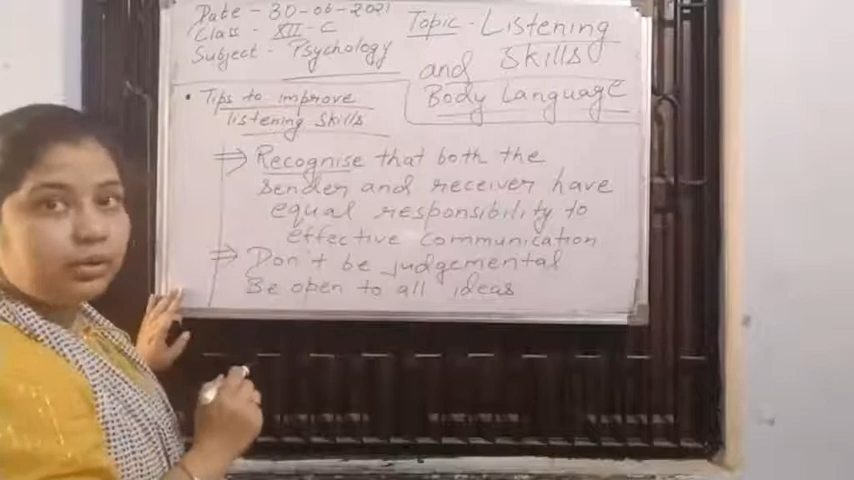 Date - 30-06-2021
Class - XII - C
Subject - Psychology
Topic - Listening
and Skills
Body Language
• Tips to improve
listening skills
⇒ Recognise that both the
sender and receiver have
equal responsibility to
effective communication
⇒ Don't be judgemental
Be open to all ideas